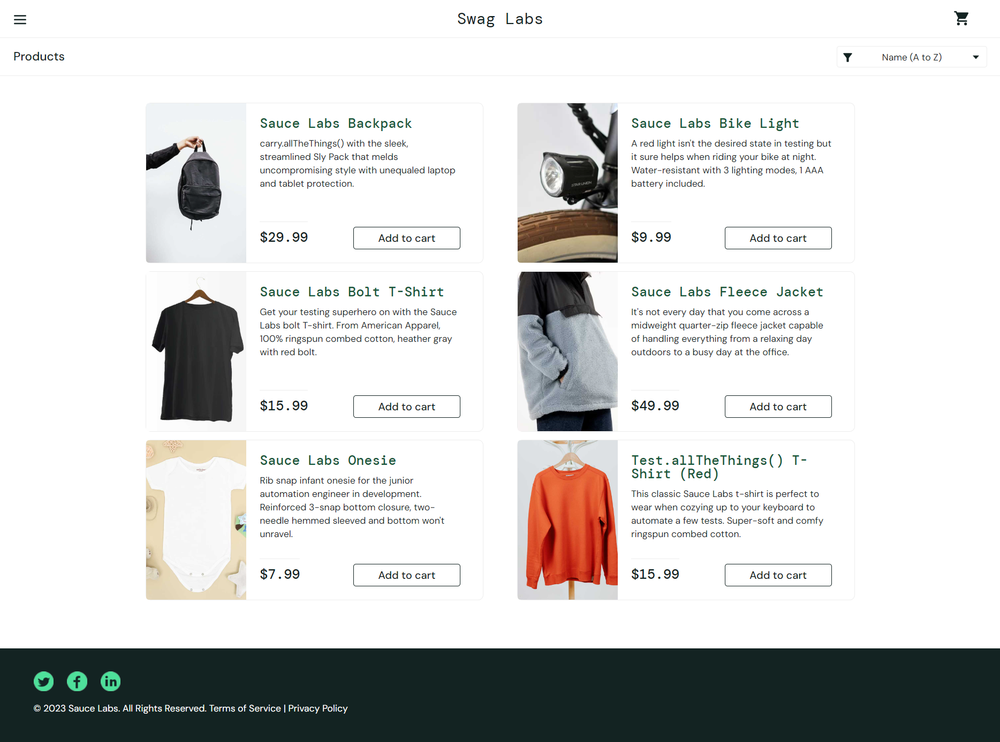 Swag Labs
Products
Name (A to Z)
Sauce Labs Backpack
carry.allTheThings() with the sleek,
streamlined Sly Pack that melds
uncompromising style with unequaled laptop
and tablet protection.
$29.99
Add to cart
Sauce Labs Bike Light
A red light isn't the desired state in testing but
it sure helps when riding your bike at night.
Water-resistant with 3 lighting modes, 1 AAA
battery included.
STAR UNION
$9.99
Add to cart
Sauce Labs Bolt T-Shirt
Get your testing superhero on with the Sauce
Labs bolt T-shirt. From American Apparel,
100% ringspun combed cotton, heather gray
with red bolt.
$15.99
Add to cart
Sauce Labs Fleece Jacket
It's not every day that you come across a
midweight quarter-zip fleece jacket capable
of handling everything from a relaxing day
outdoors to a busy day at the office.
$49.99
Add to cart
Sauce Labs Onesie
Rib snap infant onesie for the junior
automation engineer in development.
Reinforced 3-snap bottom closure, two-
needle hemmed sleeved and bottom won't
unravel.
$7.99
Add to cart
Test.allTheThings() T-
Shirt (Red)
This classic Sauce Labs t-shirt is perfect to
wear when cozying up to your keyboard to
automate a few tests. Super-soft and comfy
ringspun combed cotton.
$15.99
Add to cart
© 2023 Sauce Labs. All Rights Reserved. Terms of Service | Privacy Policy